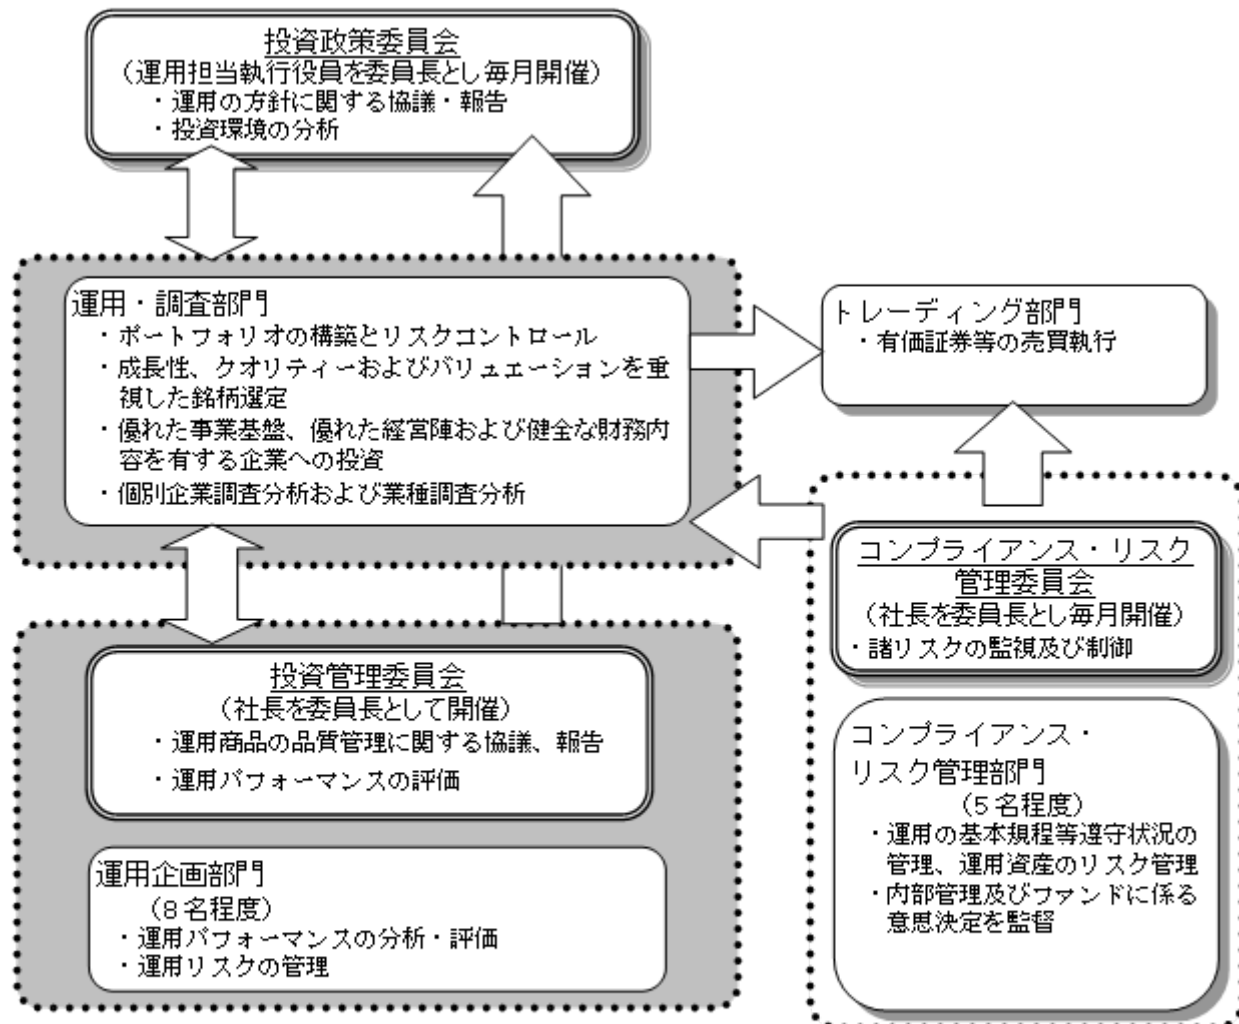 投資政策委員会
（運用担当執行役員を委員長とし毎月開催）
・運用の方針に関する協議・報告
・投資環境の分析
運用・調査部門
・ポートフォリオの構築とリスクコントロール
・成長性、クオリティーおよびバリュエーションを重
視した銘柄選定
・優れた事業基盤、優れた経営陣および健全な財務内
容を有する企業への投資
・個別企業調査分析および業種調査分析
トレーディング部門
・有価証券等の売買執行
コンプライアンス・リスク
管理委員会
（社長を委員長とし毎月開催）
・諸リスクの監視及び制御
投資管理委員会
（社長を委員長として開催）
・運用商品の品質管理に関する協議、報告
・運用パフォーマンスの評価
コンプライアンス・
リスク管理部門
（５名程度）
・運用の基本規程等遵守状況の
管理、運用資産のリスク管理
・内部管理及びファンドに係る
意思決定を監督
運用企画部門
（８名程度）
・運用パフォーマンスの分析・評価
・運用リスクの管理